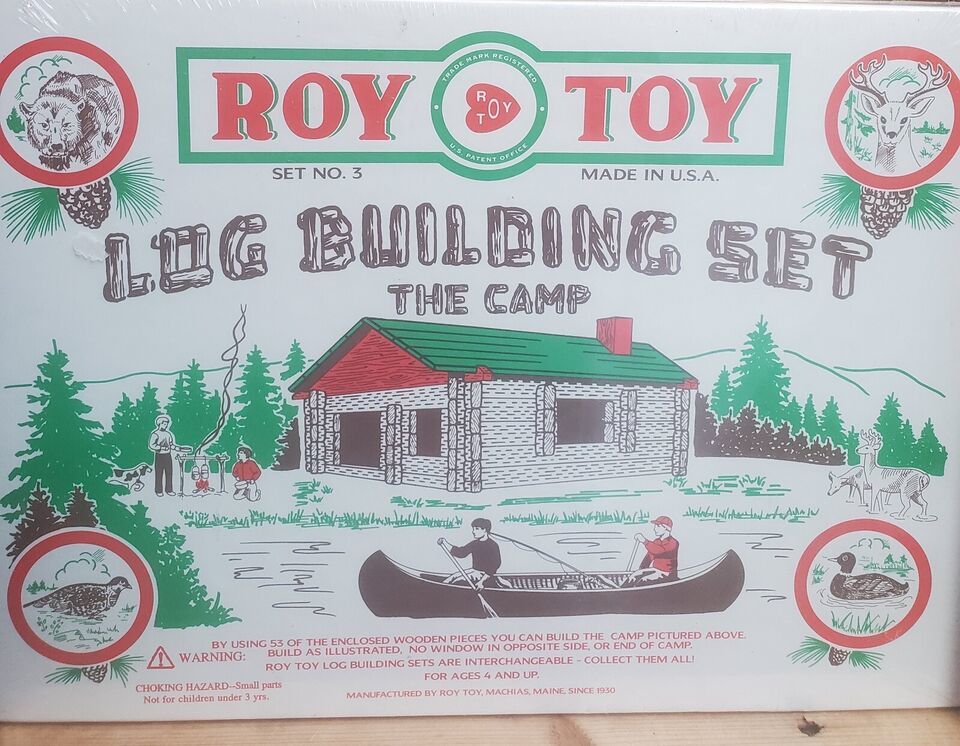 ROY TOY
TRADE MARK REGISTERED
ROY
TOY
U.S. PATENT OFFICE
SET NO. 3 MADE IN U.S.A.
LOG BUILDING SET
THE CAMP
BY USING 53 OF THE ENCLOSED WOODEN PIECES YOU CAN BUILD THE CAMP PICTURED ABOVE.
BUILD AS ILLUSTRATED, NO WINDOW IN OPPOSITE SIDE, OR END OF CAMP.
ROY TOY LOG BUILDING SETS ARE INTERCHANGEABLE - COLLECT THEM ALL!
FOR AGES 4 AND UP.
MANUFACTURED BY ROY TOY, MACHIAS, MAINE, SINCE 1930
! WARNING:
CHOKING HAZARD--Small parts
Not for children under 3 yrs.